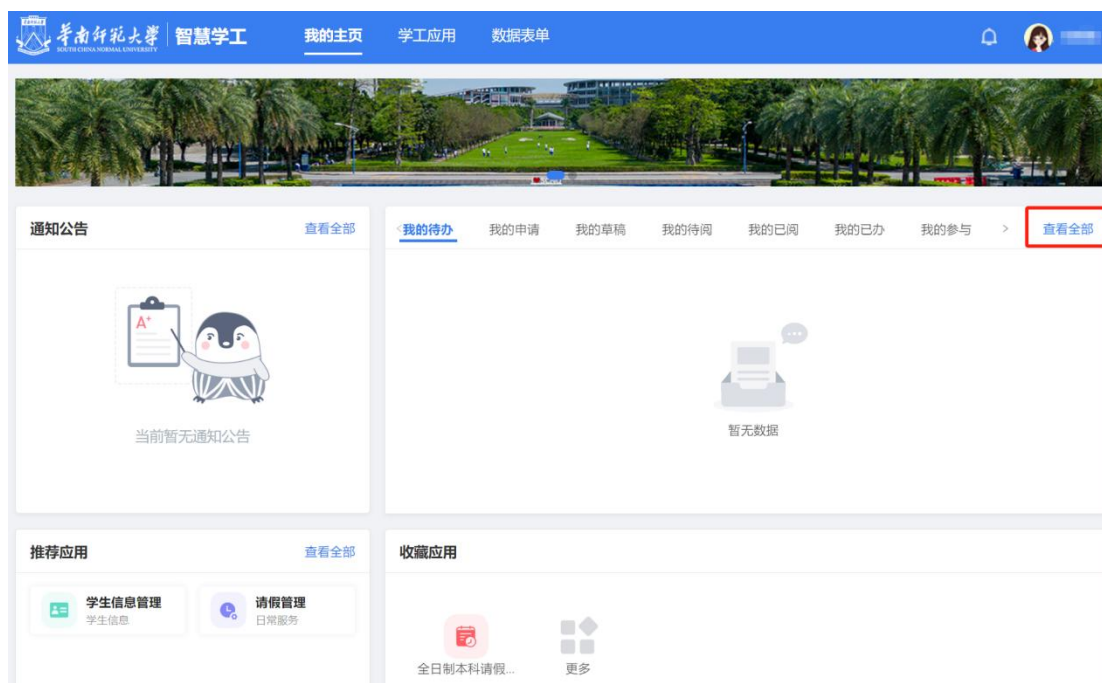 華南師範大學 智慧学工 我的主页 学工应用 数据表单
SOUTH CHINA NORMAL UNIVERSITY
通知公告 查看全部
我的待办 我的申请 我的草稿 我的待阅 我的已阅 我的已办 我的参与 > 查看全部
A+
当前暂无通知公告
暂无数据
推荐应用 查看全部
收藏应用
学生信息管理
学生信息
请假管理
日常服务
全日制本科请假...
更多